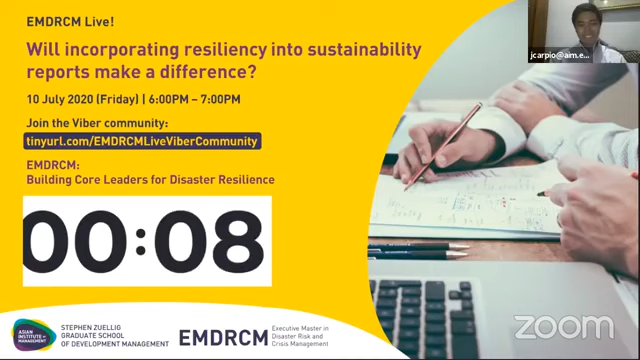 EMDRCM Live!
Will incorporating resiliency into sustainability
reports make a difference?
10 July 2020 (Friday) | 6:00PM – 7:00PM
Join the Viber community:
tinyurl.com/EMDRCMLiveViberCommunity
EMDRCM:
Building Core Leaders for Disaster Resilience
00:08
jcarpio@aim.e...
ASIAN
INSTITUTE OF
MANAGEMENT
STEPHEN ZUELLIG
GRADUATE SCHOOL
OF DEVELOPMENT MANAGEMENT
EMDRCM
Executive Master in
Disaster Risk and
Crisis Management
zoom